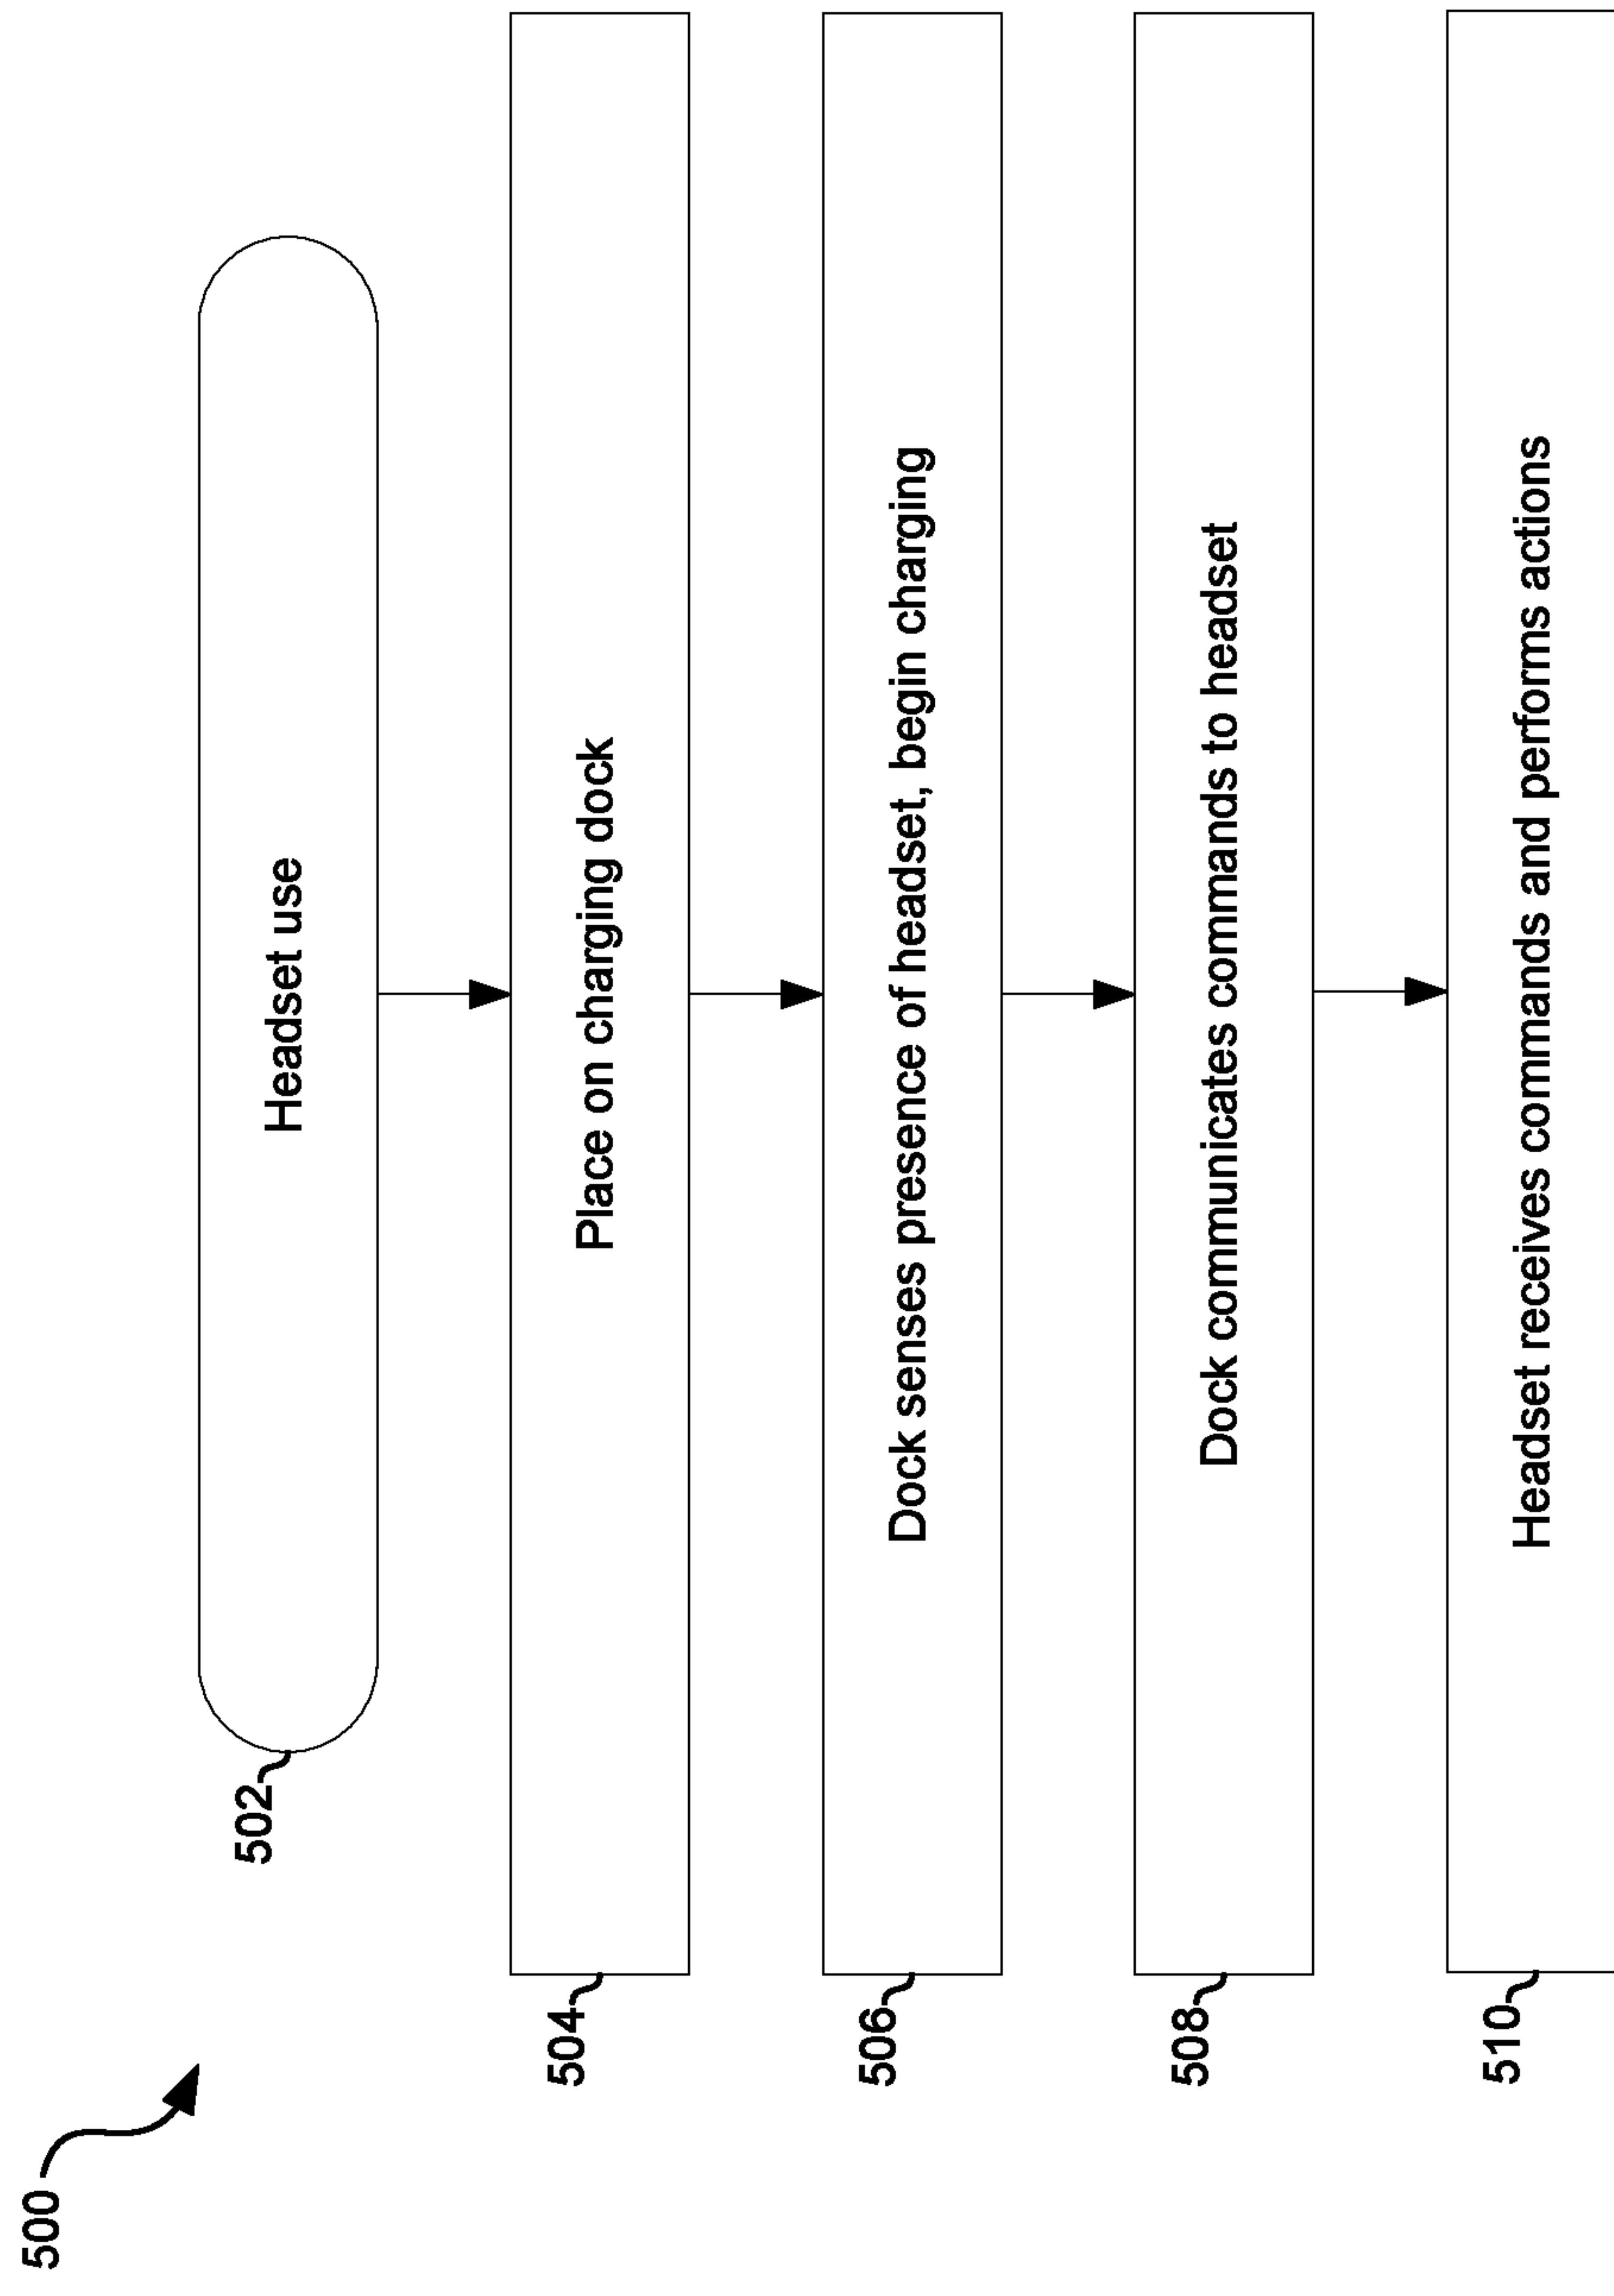 500
502
Headset use
504
Place on charging dock
506
Dock senses presence of headset, begin charging
508
Dock communicates commands to headset
510
Headset receives commands and performs actions